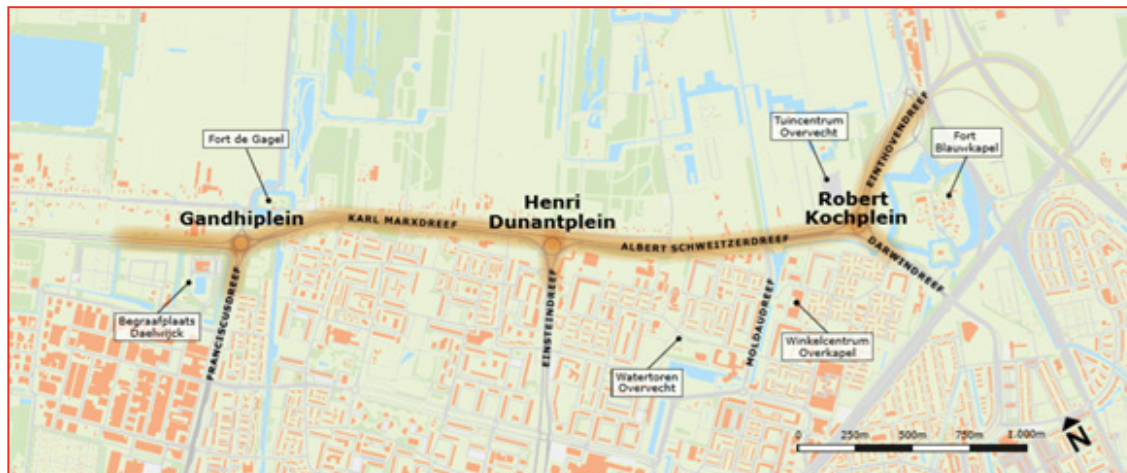 Fort de Gagel
Tuincentrum
Overvecht
Fort
Blauwkapel
EINTHOVENDREEF
Gandhiplein
KARL MARXDREEF
Henri
Dunantplein
ALBERT SCHWEITZERDREEF
Robert
Kochplein
DARWINDREEF
Begraafplaats
Daelwijck
FRANCISCUSDREEF
EINSTEINDREEF
Watertoren
Overvecht
MOLDAUDREEF
Winkelcentrum
Overkapel
0 250m 500m 750m 1.000m
N